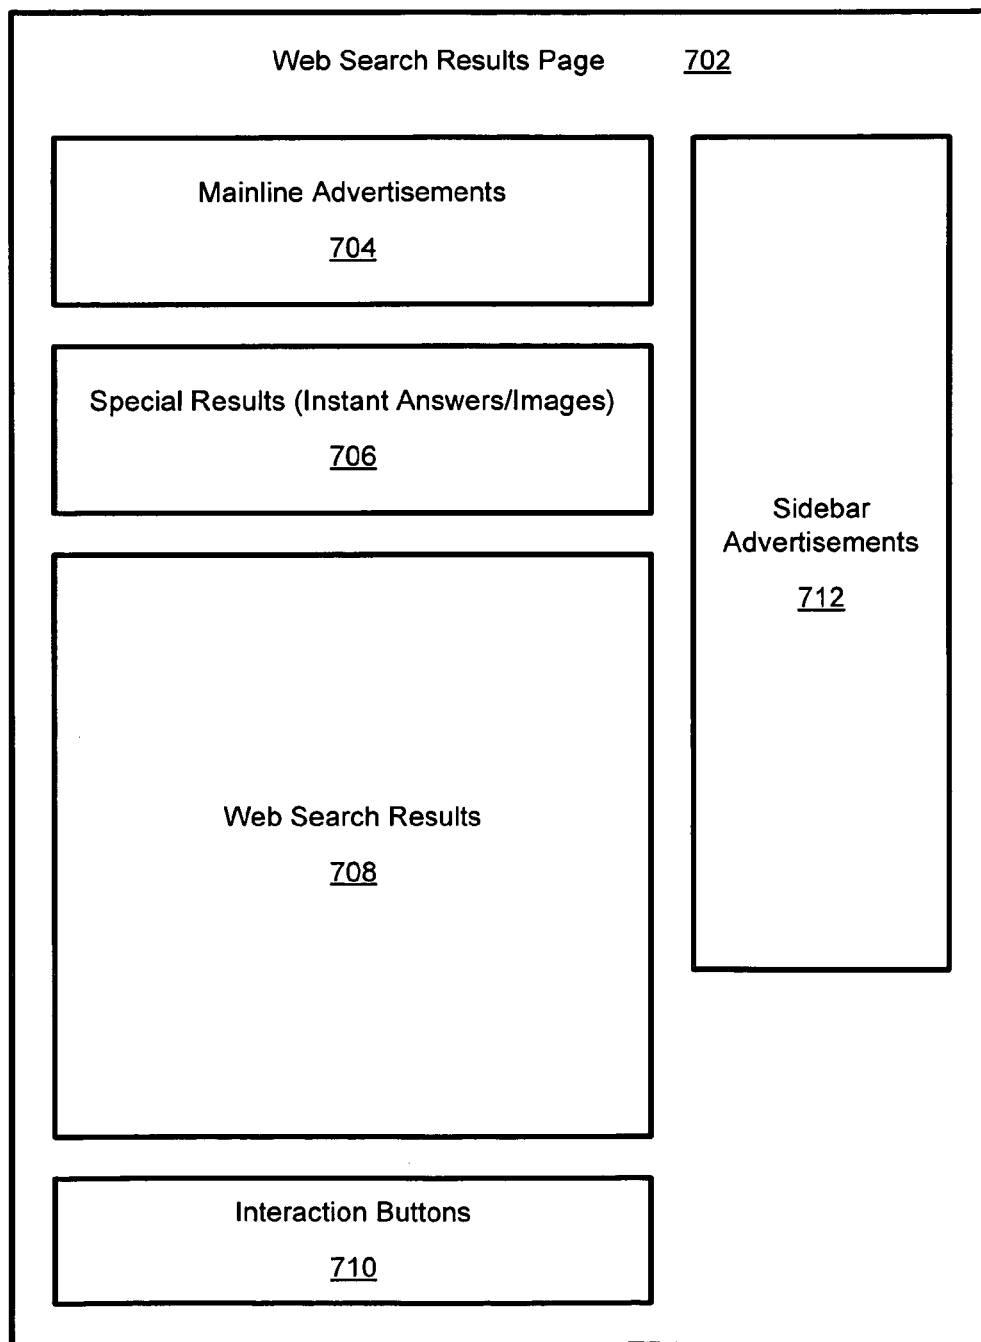 Web Search Results Page 702
Mainline Advertisements
704
Special Results (Instant Answers/Images)
706
Web Search Results
708
Interaction Buttons
710
Sidebar
Advertisements
712